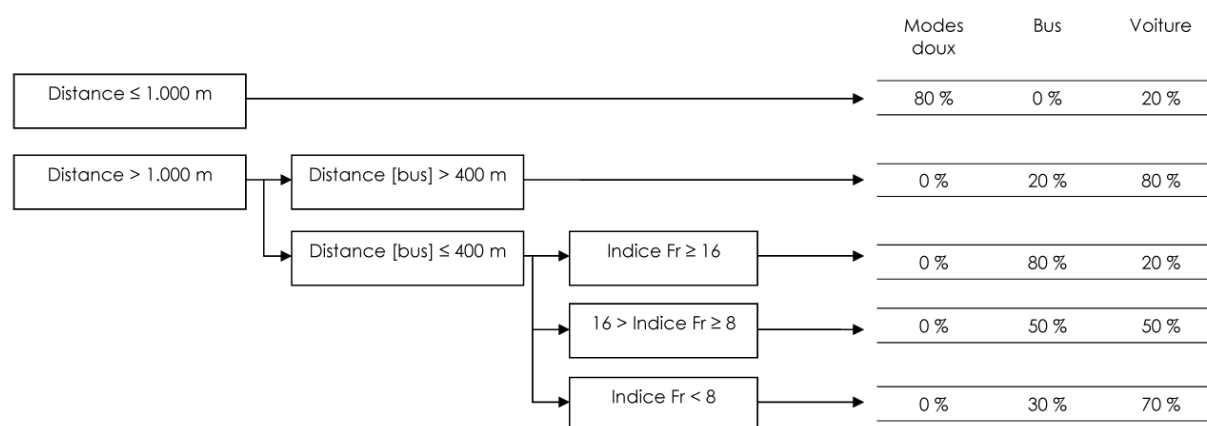 Modes
doux
Bus
Voiture
Distance ≤ 1.000 m
80 %
0 %
20 %
Distance > 1.000 m
Distance [bus] > 400 m
0 %
20 %
80 %
Distance [bus] ≤ 400 m
Indice Fr ≥ 16
0 %
80 %
20 %
16 > Indice Fr ≥ 8
0 %
50 %
50 %
Indice Fr < 8
0 %
30 %
70 %